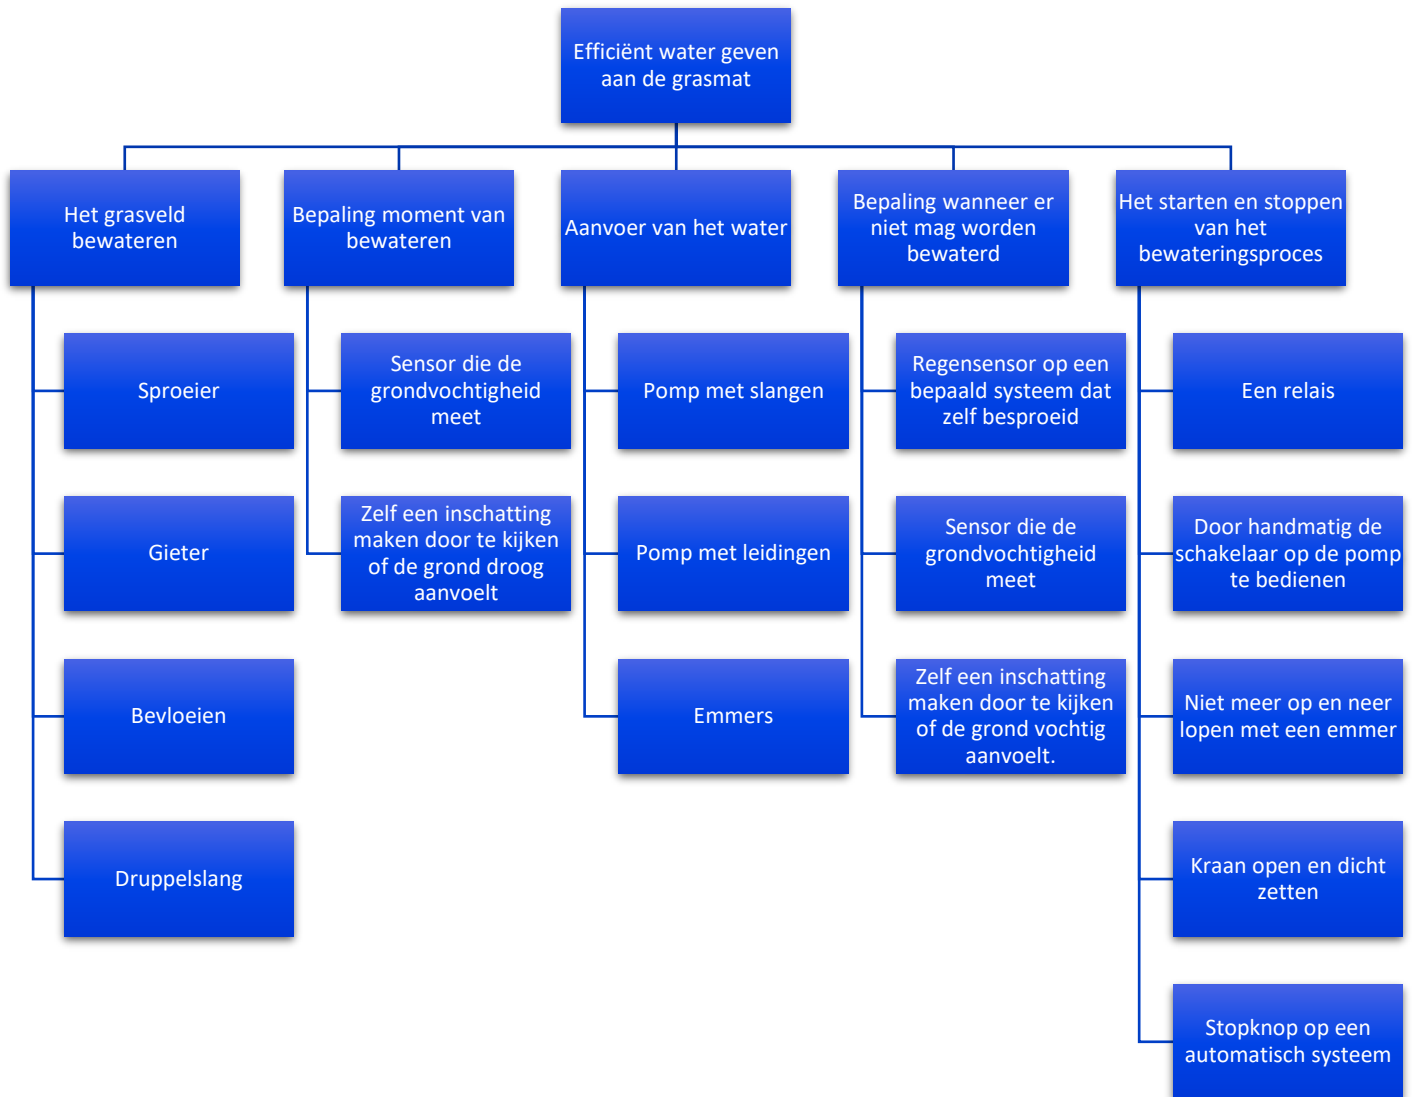 Efficiënt water geven
aan de grasmat
Het grasveld
bewateren
Bepaling moment van
bewateren
Aanvoer van het water
Bepaling wanneer er
niet mag worden
bewaterd
Het starten en stoppen
van het
bewateringsproces
Sproeier
Gieter
Bevloeien
Druppelslang
Sensor die de
grondvochtigheid
meet
Zelf een inschatting
maken door te kijken
of de grond droog
aanvoelt
Pomp met slangen
Pomp met leidingen
Emmers
Regensensor op een
bepaald systeem dat
zelf besproeid
Sensor die de
grondvochtigheid
meet
Zelf een inschatting
maken door te kijken
of de grond vochtig
aanvoelt.
Een relais
Door handmatig de
schakelaar op de pomp
te bedienen
Niet meer op en neer
lopen met een emmer
Kraan open en dicht
zetten
Stopknop op een
automatisch systeem